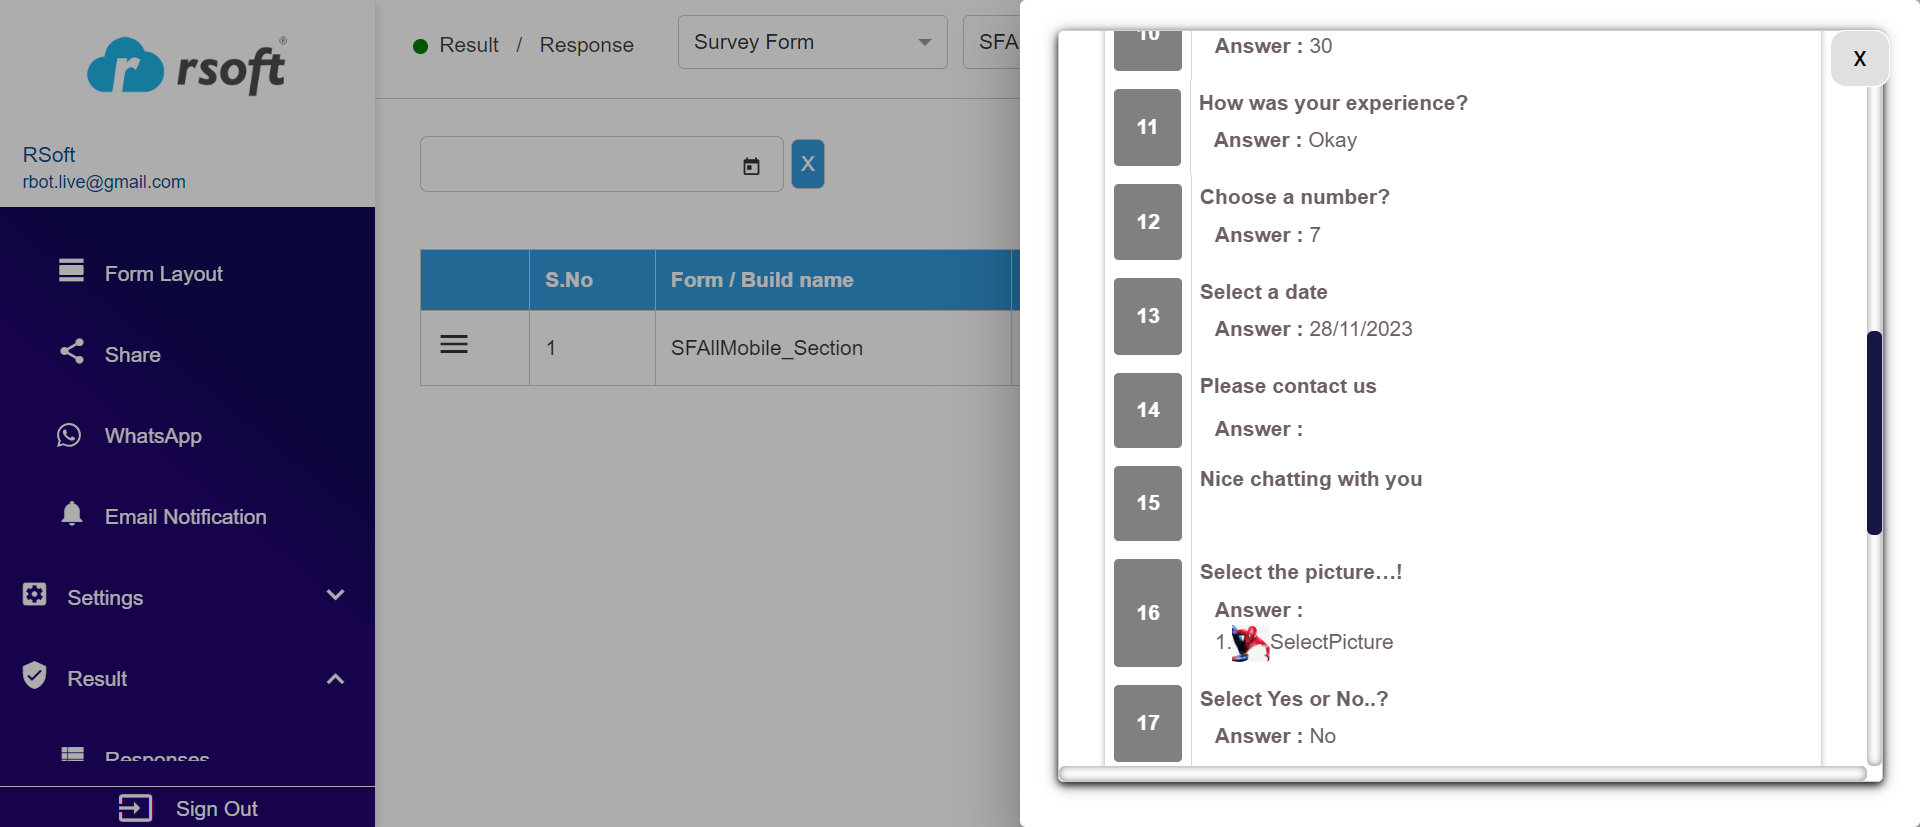 rsoft®
RSoft
rbot.live@gmail.com
Form Layout
Share
WhatsApp
Email Notification
Settings
Result
Responses
Sign Out
Result / Response
Survey Form
SFA
X
S.No
Form / Build name
1
SFAllMobile_Section
X
10
Answer : 30
11
How was your experience?
Answer : Okay
12
Choose a number?
Answer : 7
13
Select a date
Answer : 28/11/2023
14
Please contact us
Answer :
15
Nice chatting with you
16
Select the picture...!
Answer :
1. SelectPicture
17
Select Yes or No..?
Answer : No